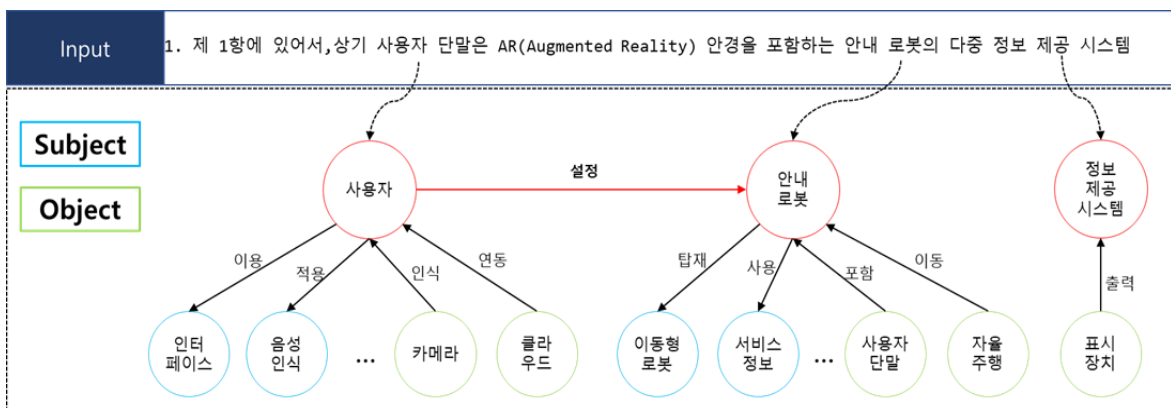 Input
1. 제 1항에 있어서,상기 사용자 단말은 AR(Augmented Reality) 안경을 포함하는 안내 로봇의 다중 정보 제공 시스템
Subject
Object
사용자
설정
안내
로봇
정보
제공
시스템
이용
적용
인식
연동
탑재
사용
포함
이동
출력
인터
페이스
음성
인식
...
카메라
클라
우드
이동형
로봇
서비스
정보
...
사용자
단말
자율
주행
표시
장치